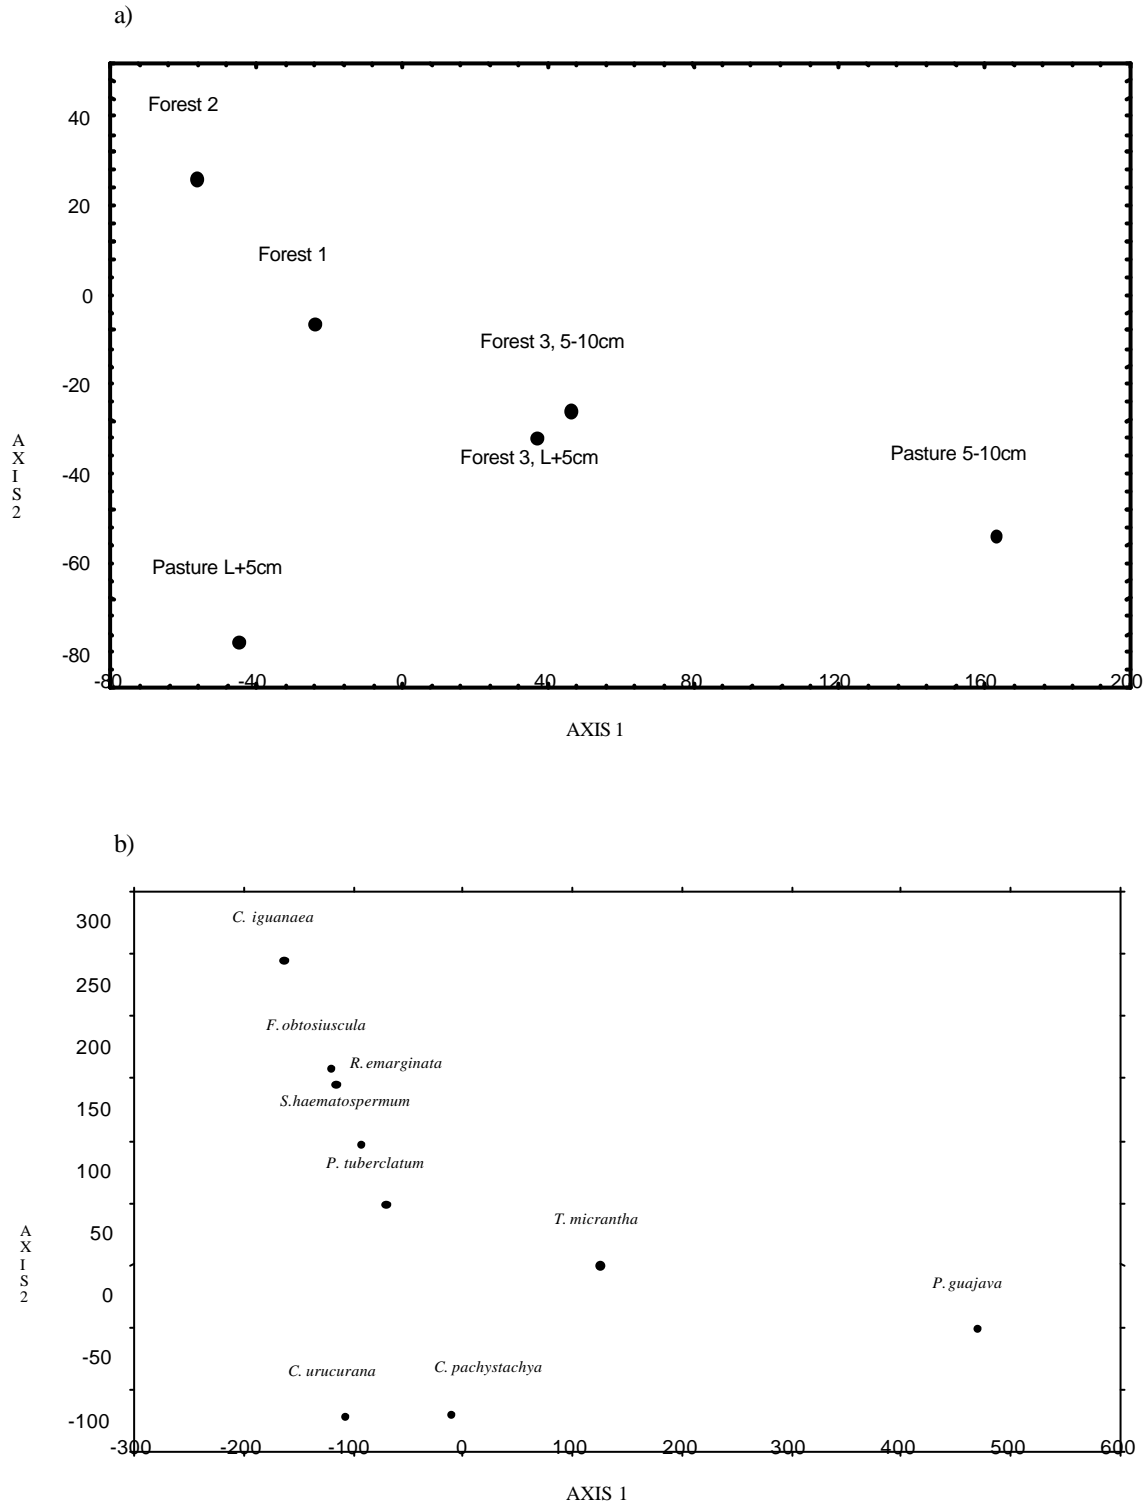 a)
Forest 2
Forest 1
Forest 3, 5-10cm
Forest 3, L+5cm
Pasture 5-10cm
Pasture L+5cm
40
20
0
-20
-40
-60
-80
A
X
I
S
2
-80 -40 0 40 80 120 160 200
AXIS 1
b)
C. iguanaea
F. obtosiuscula
R. emarginata
S.haematospermum
P. tuberclatum
T. micrantha
P. guajava
C. urucurana
C. pachystachya
300
250
200
150
100
50
0
-50
-100
A
X
I
S
2
-300 -200 -100 0 100 200 300 400 500 600
AXIS 1